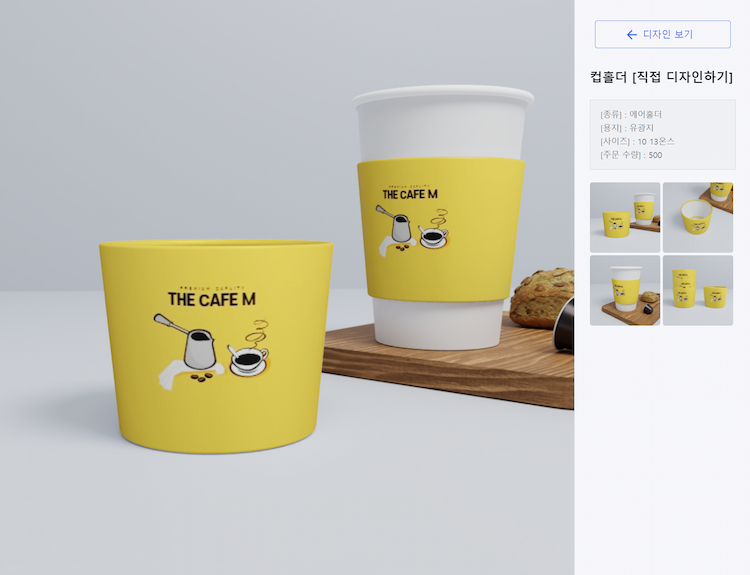 PREMIUM QUALITY
THE CAFE M
PREMIUM QUALITY
THE CAFE M
← 디자인 보기
컵홀더 [직접 디자인하기]
[종류] : 에어홀더
[용지] : 유광지
[사이즈] : 10 13온스
[주문 수량] : 500